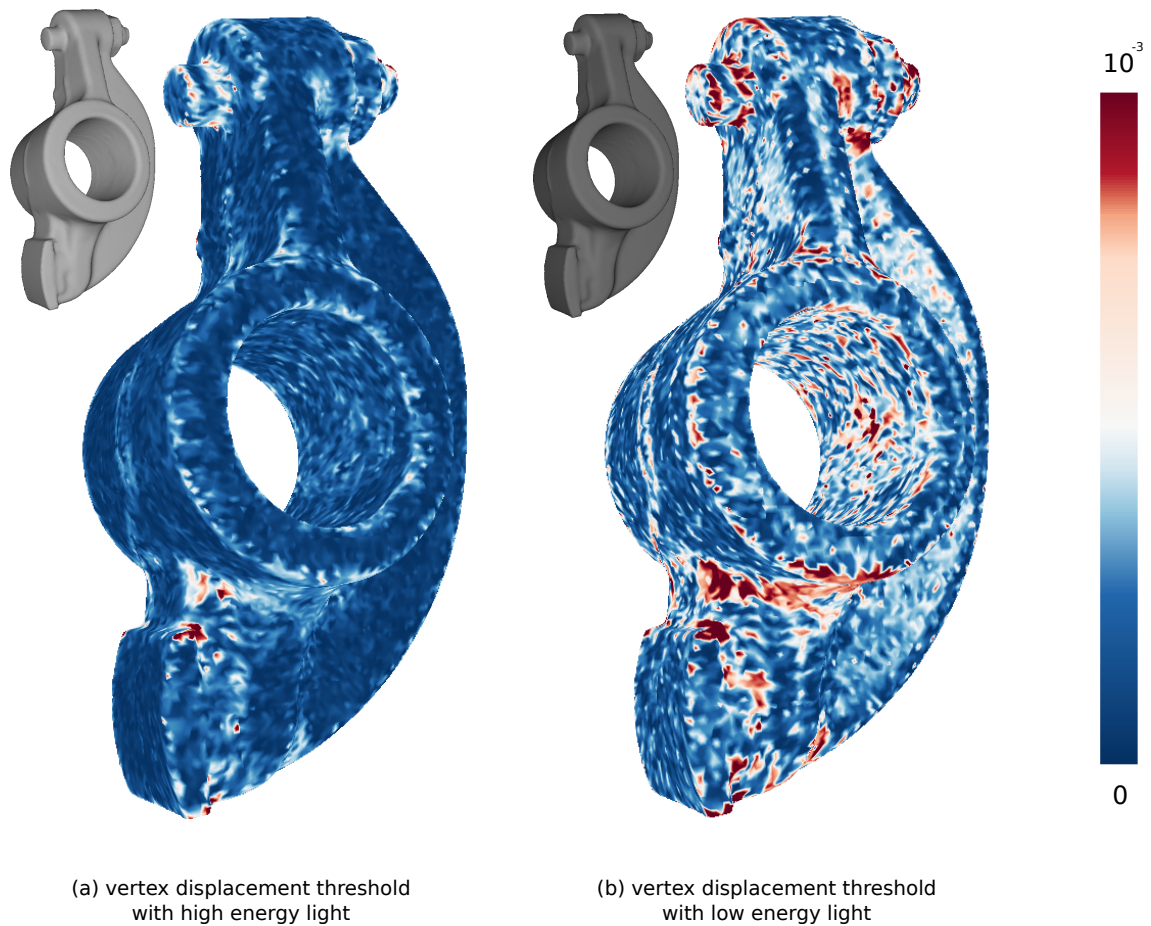 10-3
0
(a) vertex displacement threshold
with high energy light
(b) vertex displacement threshold
with low energy light